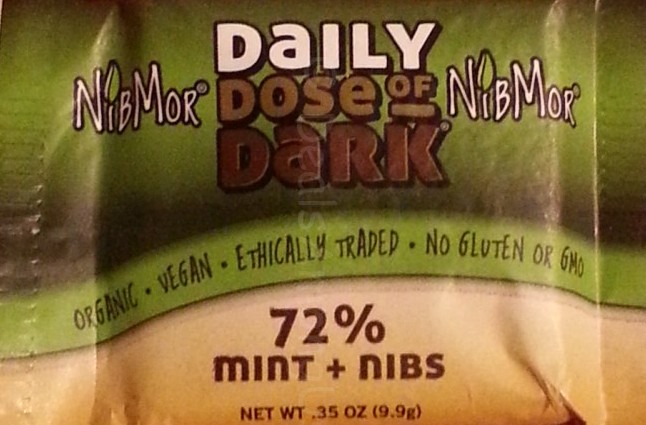 DaILY
NiBMoR® DOSe OF NiBMoR®
DaRK®
ORGANIC • VEGAN • ETHICALLY TRADED • NO GLUTEN OR GMO
72%
MINT + NIBS
NET WT .35 OZ (9.9g)